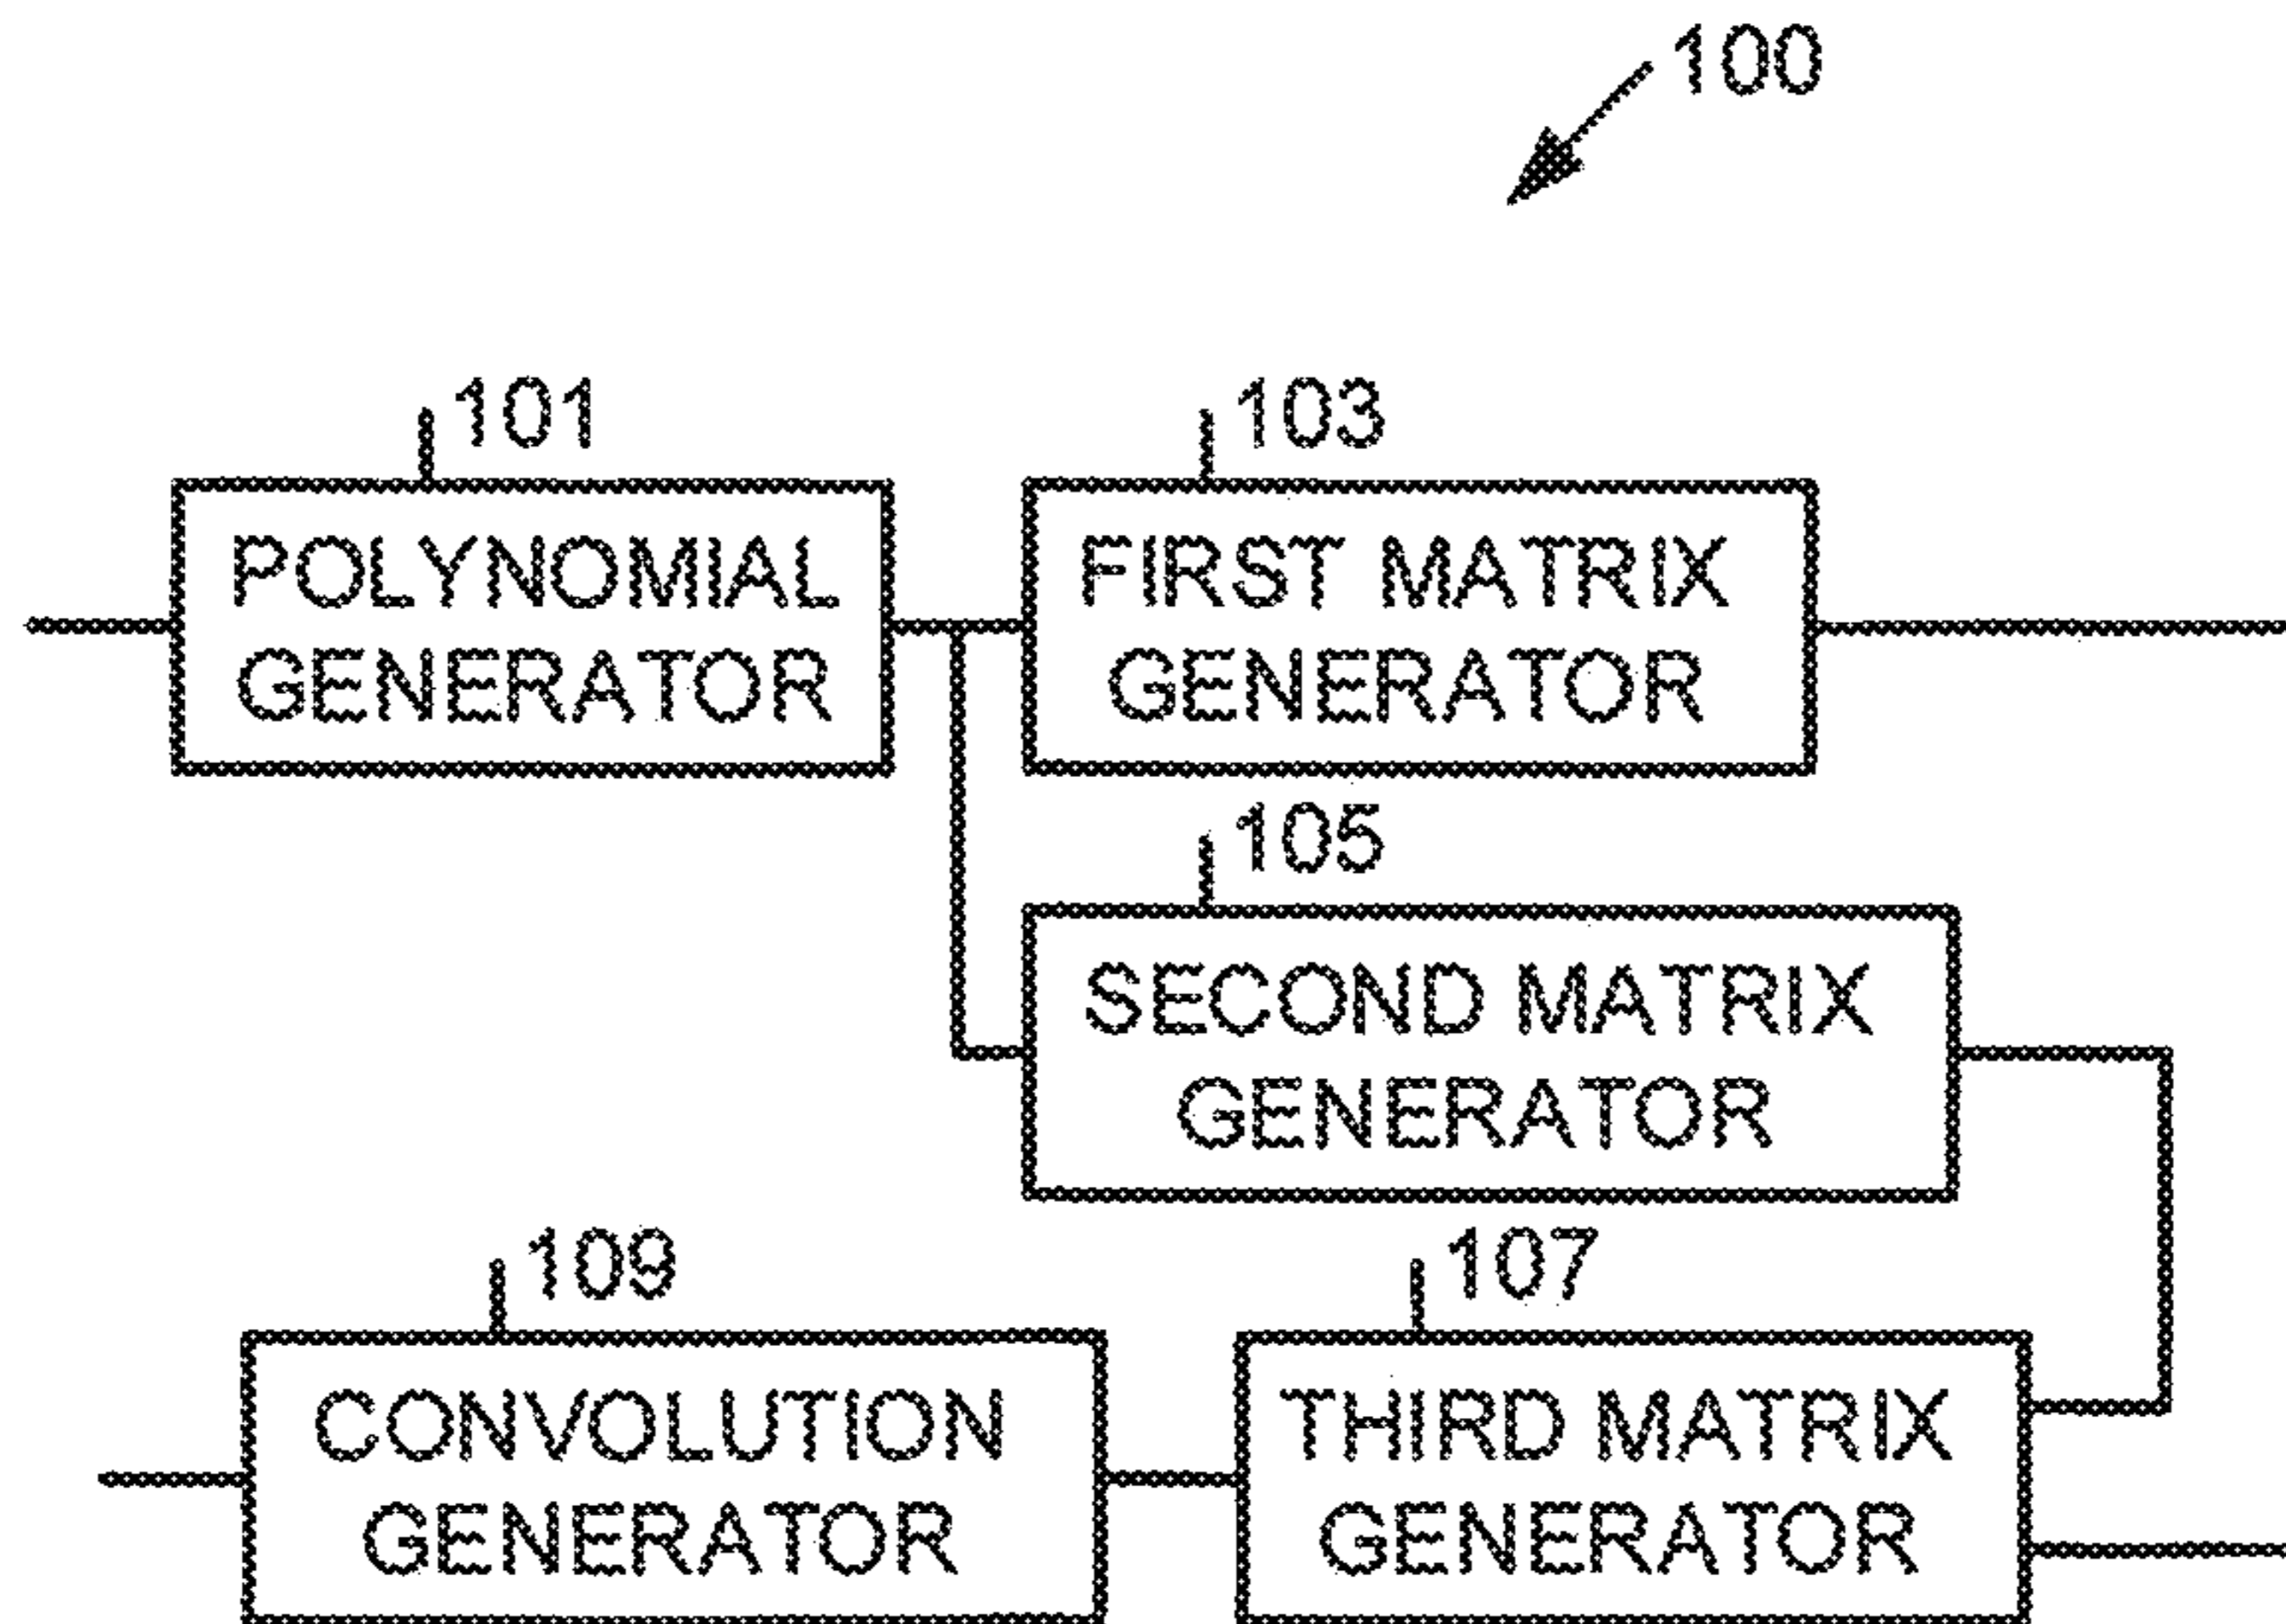 100
101
POLYNOMIAL
GENERATOR
103
FIRST MATRIX
GENERATOR
105
SECOND MATRIX
GENERATOR
109
CONVOLUTION
GENERATOR
107
THIRD MATRIX
GENERATOR